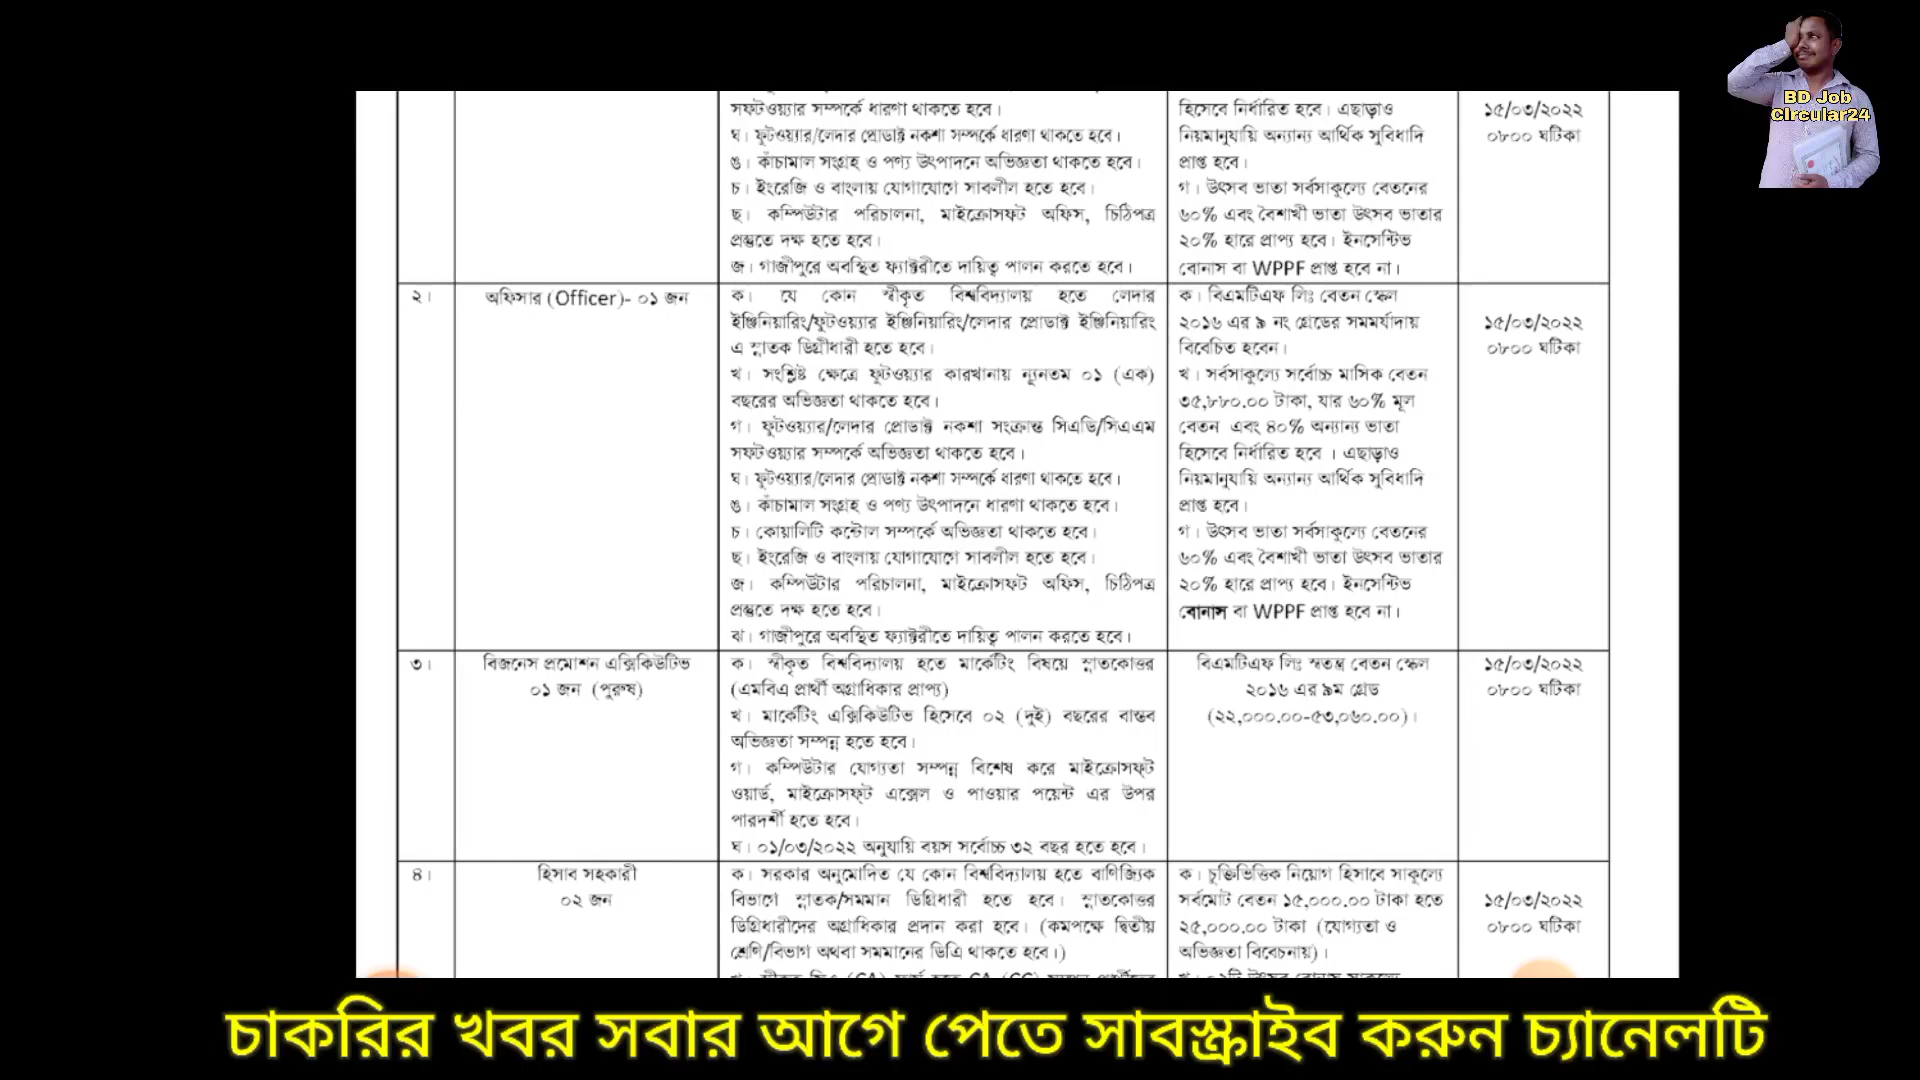 BD Job
Circular24
সফটওয়্যার সম্পর্কে ধারণা থাকতে হবে।
ঘ। ফুটওয়্যার/লেদার প্রোডাক্ট নকশা সম্পর্কে ধারণা থাকতে হবে।
ঙ। কাঁচামাল সংগ্রহ ও পণ্য উৎপাদনে অভিজ্ঞতা থাকতে হবে।
চ। ইংরেজি ও বাংলায় যোগাযোগে সাবলীল হতে হবে।
ছ। কম্পিউটার পরিচালনা, মাইক্রোসফট অফিস, চিঠিপত্র
প্রস্তুতে দক্ষ হতে হবে।
জ। গাজীপুরে অবস্থিত ফ্যাক্টরীতে দায়িত্ব পালন করতে হবে।
হিসেবে নির্ধারিত হবে। এছাড়াও
নিয়মানুযায়ি অন্যান্য আর্থিক সুবিধাদি
প্রাপ্ত হবে।
গ। উৎসব ভাতা সর্বসাকুল্যে বেতনের
৬০% এবং বৈশাখী ভাতা উৎসব ভাতার
২০% হারে প্রাপ্য হবে। ইনসেন্টিভ
বোনাস বা WPPF প্রাপ্ত হবে না।
১৫/০৩/২০২২
০৮০০ ঘটিকা
২।
অফিসার (Officer)- ০১ জন
ক। যে কোন স্বীকৃত বিশ্ববিদ্যালয় হতে লেদার
ইঞ্জিনিয়ারিং/ফুটওয়্যার ইঞ্জিনিয়ারিং/লেদার প্রোডাক্ট ইঞ্জিনিয়ারিং
এ স্নাতক ডিগ্রীধারী হতে হবে।
খ। সংশ্লিষ্ট ক্ষেত্রে ফুটওয়্যার কারখানায় ন্যূনতম ০১ (এক)
বছরের অভিজ্ঞতা থাকতে হবে।
গ। ফুটওয়্যার/লেদার প্রোডাক্ট নকশা সংক্রান্ত সিএডি/সিএএম
সফটওয়্যার সম্পর্কে অভিজ্ঞতা থাকতে হবে।
ঘ। ফুটওয়্যার/লেদার প্রোডাক্ট নকশা সম্পর্কে ধারণা থাকতে হবে।
ঙ। কাঁচামাল সংগ্রহ ও পণ্য উৎপাদনে ধারণা থাকতে হবে।
চ। কোয়ালিটি কন্টোল সম্পর্কে অভিজ্ঞতা থাকতে হবে।
ছ। ইংরেজি ও বাংলায় যোগাযোগে সাবলীল হতে হবে।
জ। কম্পিউটার পরিচালনা, মাইক্রোসফট অফিস, চিঠিপত্র
প্রস্তুতে দক্ষ হতে হবে।
ঝ। গাজীপুরে অবস্থিত ফ্যাক্টরীতে দায়িত্ব পালন করতে হবে।
ক। বিএমটিএফ লিঃ বেতন স্কেল
২০১৬ এর ৯ নং গ্রেডের সমমর্যাদায়
বিবেচিত হবেন।
খ। সর্বসাকুল্যে সর্বোচ্চ মাসিক বেতন
৩৫,৮৮০.০০ টাকা, যার ৬০% মূল
বেতন এবং ৪০% অন্যান্য ভাতা
হিসেবে নির্ধারিত হবে । এছাড়াও
নিয়মানুযায়ি অন্যান্য আর্থিক সুবিধাদি
প্রাপ্ত হবে।
গ। উৎসব ভাতা সর্বসাকুল্যে বেতনের
৬০% এবং বৈশাখী ভাতা উৎসব ভাতার
২০% হারে প্রাপ্য হবে। ইনসেন্টিভ
বোনাস বা WPPF প্রাপ্ত হবে না।
১৫/০৩/২০২২
০৮০০ ঘটিকা
৩।
বিজনেস প্রমোশন এক্সিকিউটিভ
০১ জন (পুরুষ)
ক। স্বীকৃত বিশ্ববিদ্যালয় হতে মার্কেটিং বিষয়ে স্নাতকোত্তর
(এমবিএ প্রার্থী অগ্রাধিকার প্রাপ্য)
খ। মার্কেটিং এক্সিকিউটিভ হিসেবে ০২ (দুই) বছরের বাস্তব
অভিজ্ঞতা সম্পন্ন হতে হবে।
গ। কম্পিউটার যোগ্যতা সম্পন্ন বিশেষ করে মাইক্রোসফ্‌ট
ওয়ার্ড, মাইক্রোসফ্‌ট এক্সেল ও পাওয়ার পয়েন্ট এর উপর
পারদর্শী হতে হবে।
ঘ। ০১/০৩/২০২২ অনুযায়ি বয়স সর্বোচ্চ ৩২ বছর হতে হবে।
বিএমটিএফ লিঃ স্বতন্ত্র বেতন স্কেল
২০১৬ এর ৯ম গ্রেড
(২২,০০০.০০-৫৩,০৬০.০০)।
১৫/০৩/২০২২
০৮০০ ঘটিকা
৪।
হিসাব সহকারী
০২ জন
ক। সরকার অনুমোদিত যে কোন বিশ্ববিদ্যালয় হতে বাণিজ্যিক
বিভাগে স্নাতক/সমমান ডিগ্রিধারী হতে হবে। স্নাতকোত্তর
ডিগ্রিধারীদের অগ্রাধিকার প্রদান করা হবে। (কমপক্ষে দ্বিতীয়
শ্রেণি/বিভাগ অথবা সমমানের ডিএি থাকতে হবে।)
ক। চুক্তিভিত্তিক নিয়োগ হিসাবে সাকুল্যে
সর্বমোট বেতন ১৫,০০০.০০ টাকা হতে
২৫,০০০.০০ টাকা (যোগ্যতা ও
অভিজ্ঞতা বিবেচনায়)।
১৫/০৩/২০২২
০৮০০ ঘটিকা
চাকরির খবর সবার আগে পেতে সাবস্ক্রাইব করুন চ্যানেলটি